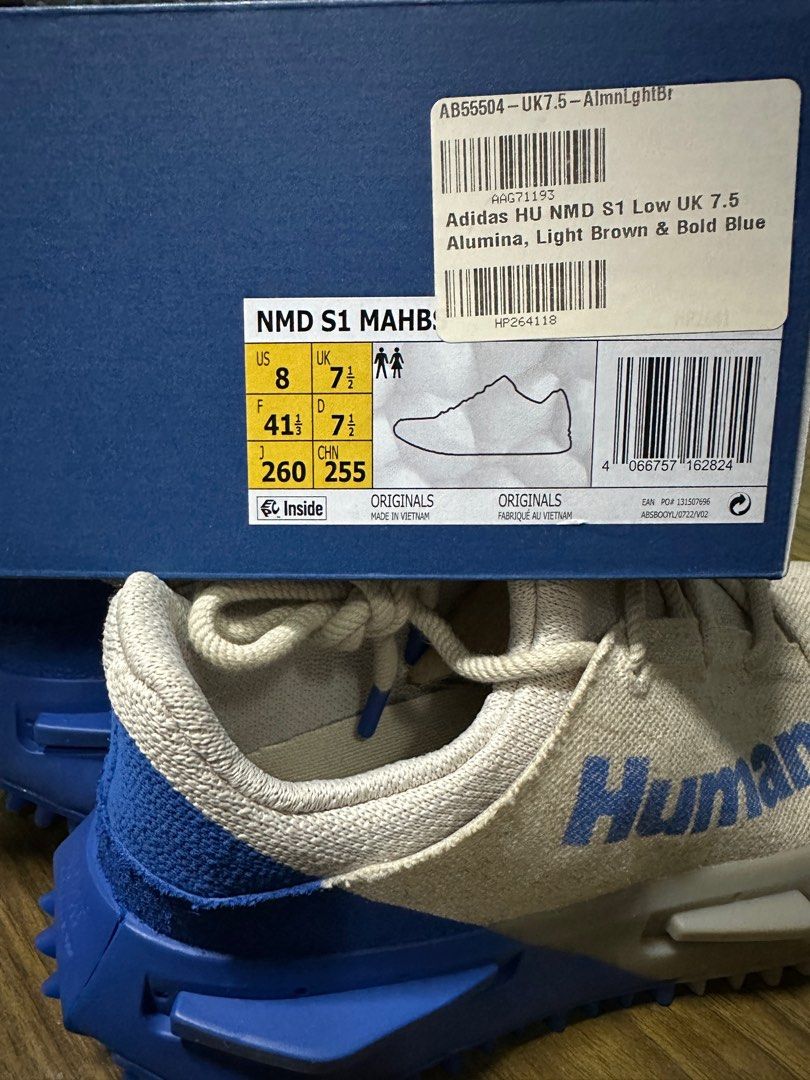 AB55504-UK7.5-AlmnLghtBr
AAG71193
Adidas HU NMD S1 Low UK 7.5
Alumina, Light Brown & Bold Blue
HP264118
NMD S1 MAHBS
US 8 UK 7½
F 41⅓ D 7½
J 260 CHN 255
4 066757 162824
Inside
ORIGINALS ORIGINALS
MADE IN VIETNAM FABRIQUÉ AU VIETNAM
EAN PO# 131507696
ABSBOOYL/0722/V02
Human